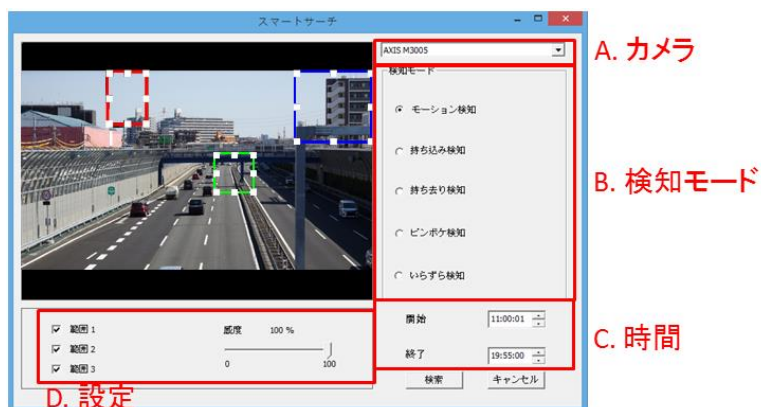 スマートサーチ
AXIS M3005
A. カメラ
検知モード
モーション検知
持ち込み検知
持ち去り検知
B. 検知モード
ピンボケ検知
いらずら検知
開始 11:00:01
C. 時間
終了 19:55:00
範囲 1
範囲 2
範囲 3
感度 100 %
0 100
検索 キャンセル
D. 設定